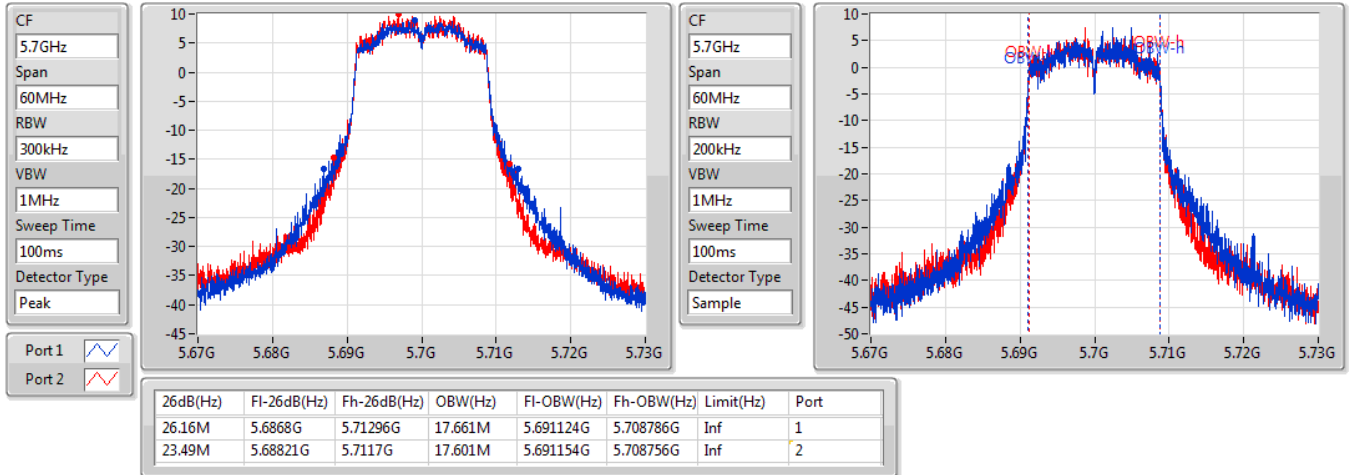 CF
5.7GHz
Span
60MHz
RBW
300kHz
VBW
1MHz
Sweep Time
100ms
Detector Type
Peak
10
5
0
-5
-10
-15
-20
-25
-30
-35
-40
-45
5.67G 5.68G 5.69G 5.7G 5.71G 5.72G 5.73G
CF
5.7GHz
Span
60MHz
RBW
200kHz
VBW
1MHz
Sweep Time
100ms
Detector Type
Sample
10
5
0
-5
-10
-15
-20
-25
-30
-35
-40
-45
-50
OBW-h
OBW-h
5.67G 5.68G 5.69G 5.7G 5.71G 5.72G 5.73G
Port 1
Port 2
26dB(Hz) Fl-26dB(Hz) Fh-26dB(Hz) OBW(Hz) Fl-OBW(Hz) Fh-OBW(Hz) Limit(Hz) Port
26.16M 5.6868G 5.71296G 17.661M 5.691124G 5.708786G Inf 1
23.49M 5.68821G 5.7117G 17.601M 5.691154G 5.708756G Inf 2